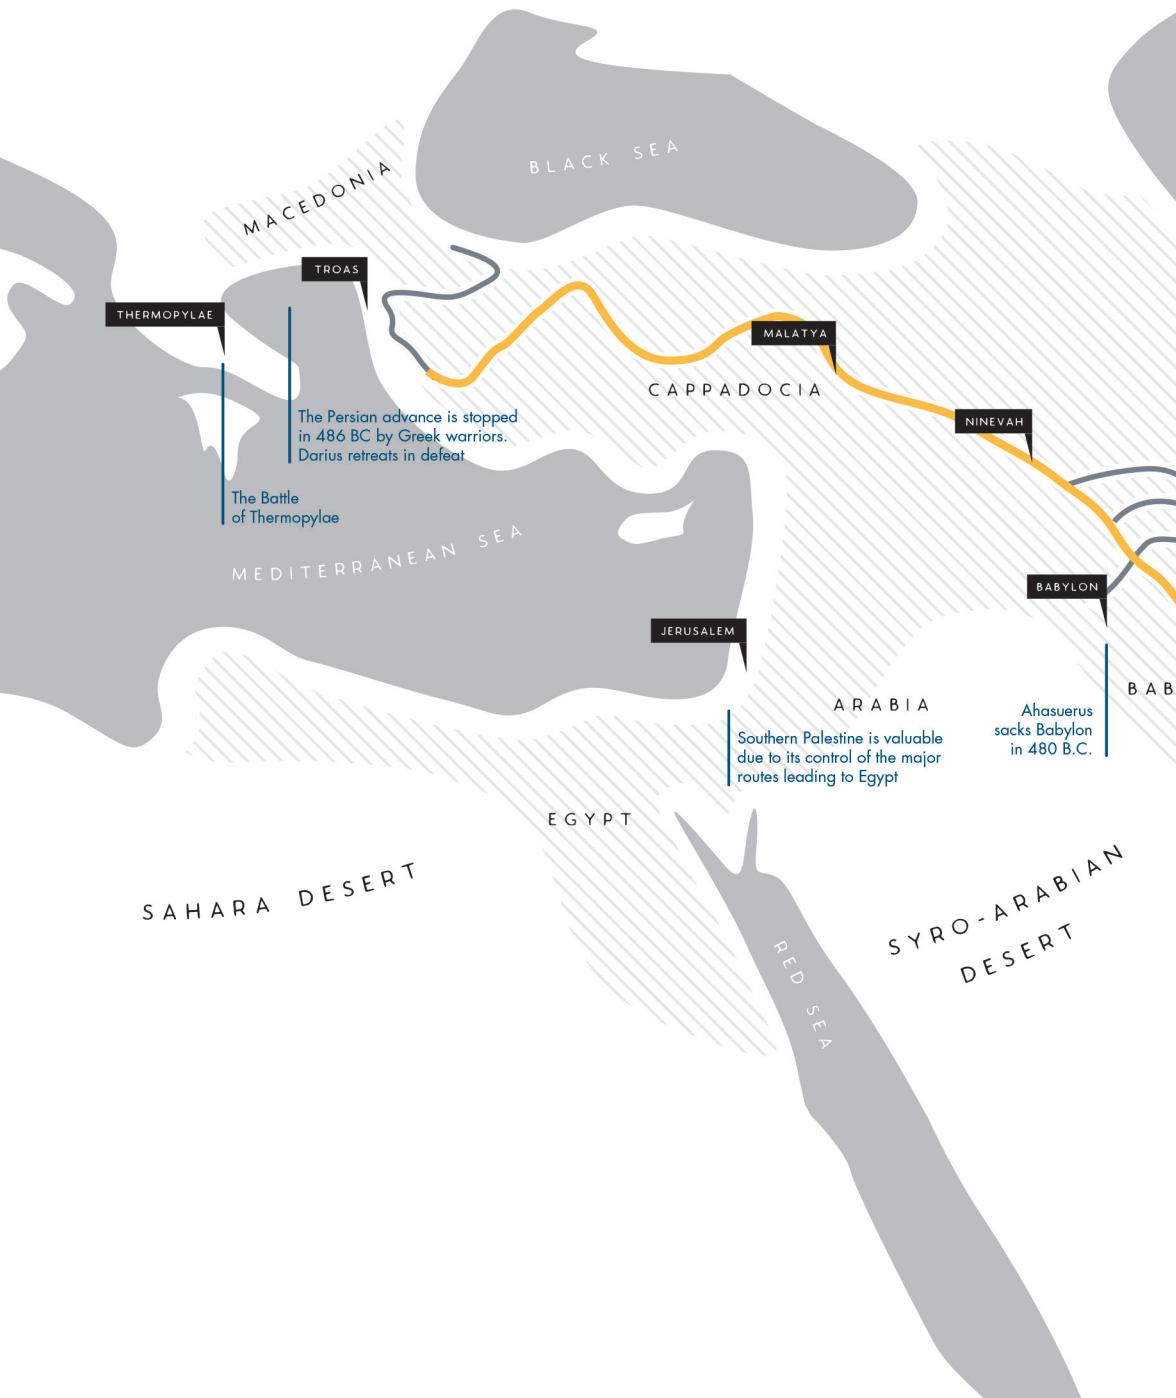 BLACK SEA
MACEDONIA
TROAS
THERMOPYLAE
MALATYA
CAPPADOCIA
NINEVAH
The Persian advance is stopped
in 486 BC by Greek warriors.
Darius retreats in defeat
The Battle
of Thermopylae
MEDITERRANEAN SEA
BABYLON
JERUSALEM
BAB
ARABIA
Ahasuerus
sacks Babylon
in 480 B.C.
Southern Palestine is valuable
due to its control of the major
routes leading to Egypt
EGYPT
SAHARA DESERT
SYRO-ARABIAN
DESERT
RED SEA